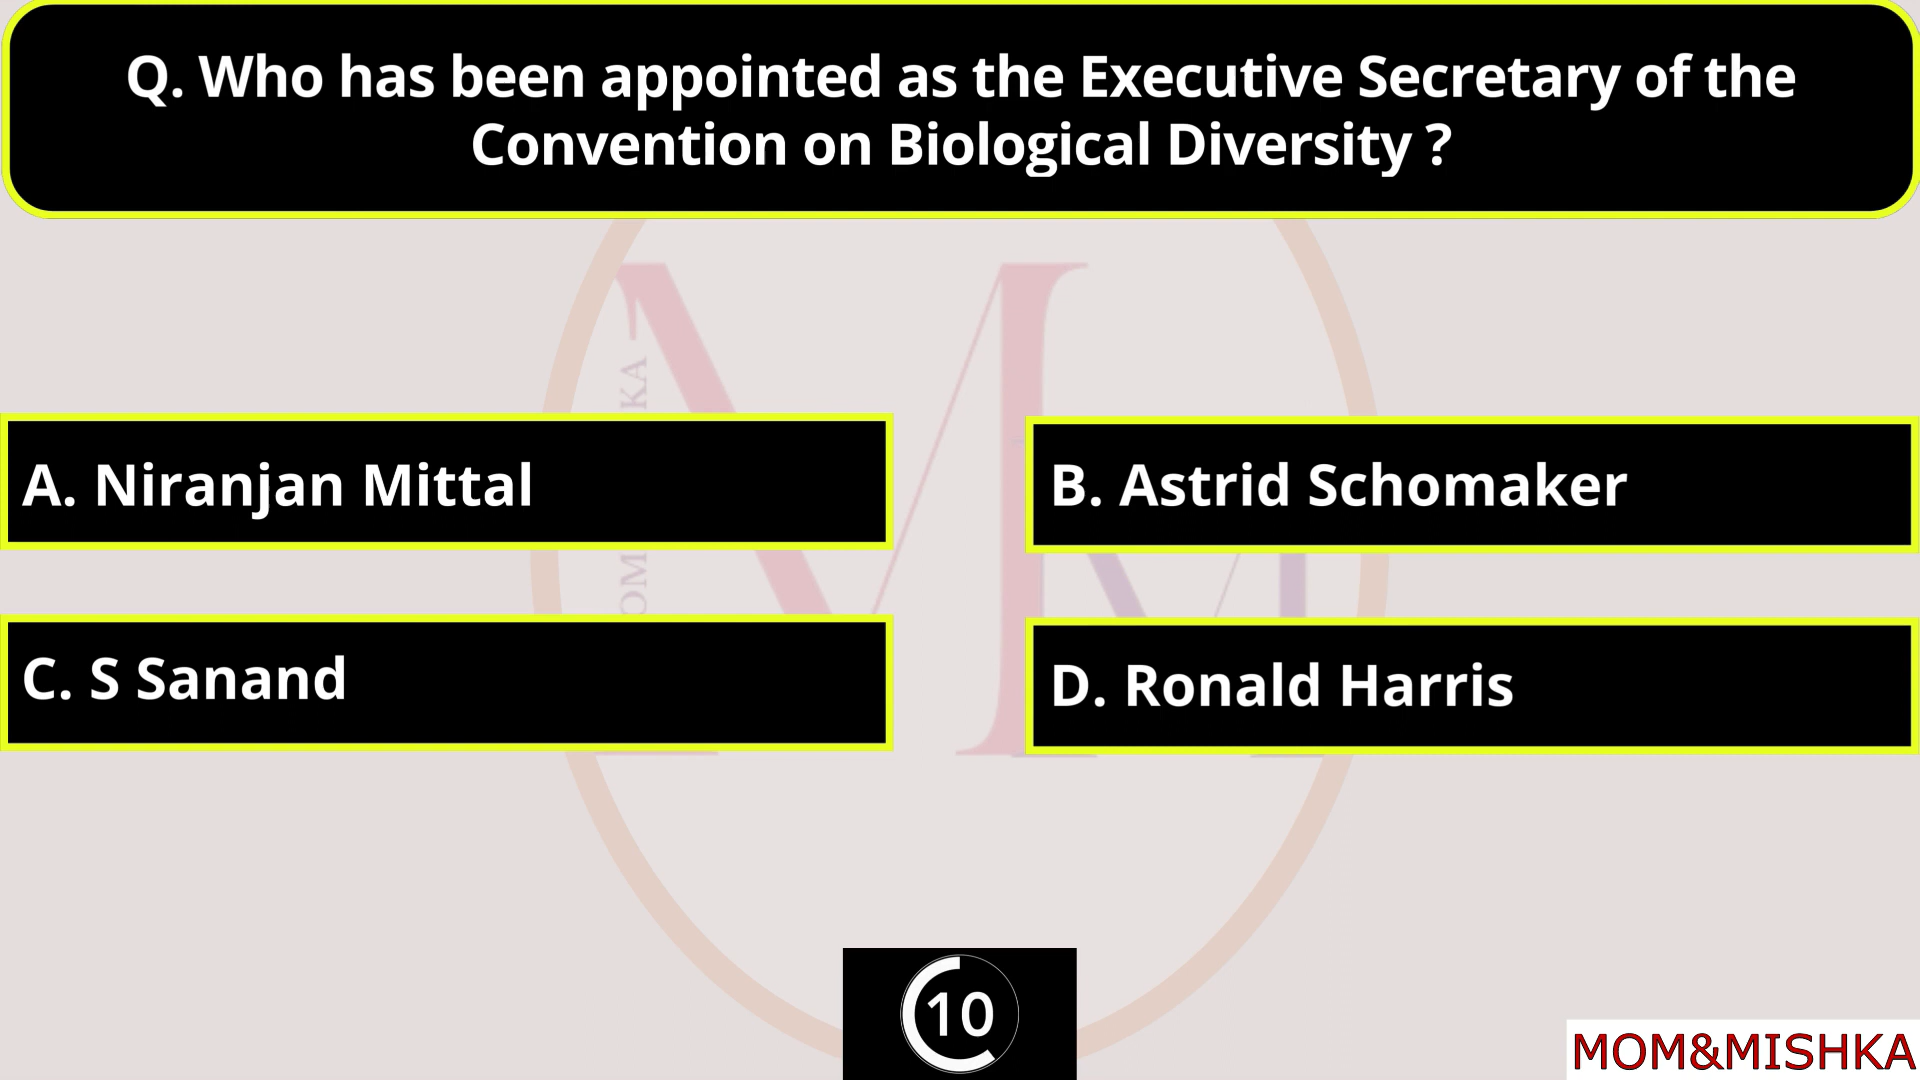 Q. Who has been appointed as the Executive Secretary of the
Convention on Biological Diversity ?
A. Niranjan Mittal
B. Astrid Schomaker
C. S Sanand
D. Ronald Harris
10
MOM&MISHKA